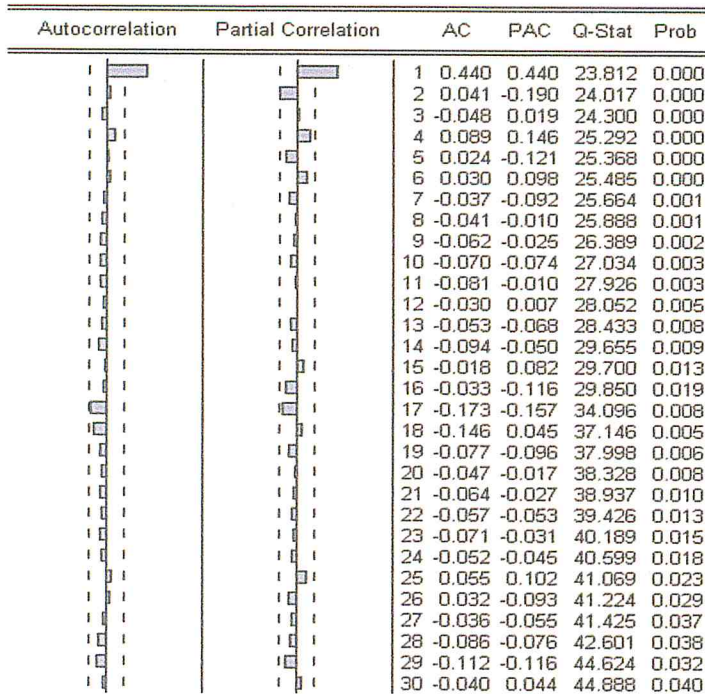 Autocorrelation Partial Correlation AC PAC Q-Stat Prob
1 0.440 0.440 23.812 0.000
2 0.041 -0.190 24.017 0.000
3 -0.048 0.019 24.300 0.000
4 0.089 0.146 25.292 0.000
5 0.024 -0.121 25.368 0.000
6 0.030 0.098 25.485 0.000
7 -0.037 -0.092 25.664 0.001
8 -0.041 -0.010 25.888 0.001
9 -0.062 -0.025 26.389 0.002
10 -0.070 -0.074 27.034 0.003
11 -0.081 -0.010 27.926 0.003
12 -0.030 0.007 28.052 0.005
13 -0.053 -0.068 28.433 0.008
14 -0.094 -0.050 29.655 0.009
15 -0.018 0.082 29.700 0.013
16 -0.033 -0.116 29.850 0.019
17 -0.173 -0.157 34.096 0.008
18 -0.146 0.045 37.146 0.005
19 -0.077 -0.096 37.998 0.006
20 -0.047 -0.017 38.328 0.008
21 -0.064 -0.027 38.937 0.010
22 -0.057 -0.053 39.426 0.013
23 -0.071 -0.031 40.189 0.015
24 -0.052 -0.045 40.599 0.018
25 0.055 0.102 41.069 0.023
26 0.032 -0.093 41.224 0.029
27 -0.036 -0.055 41.425 0.037
28 -0.086 -0.076 42.601 0.038
29 -0.112 -0.116 44.624 0.032
30 -0.040 0.044 44.888 0.040